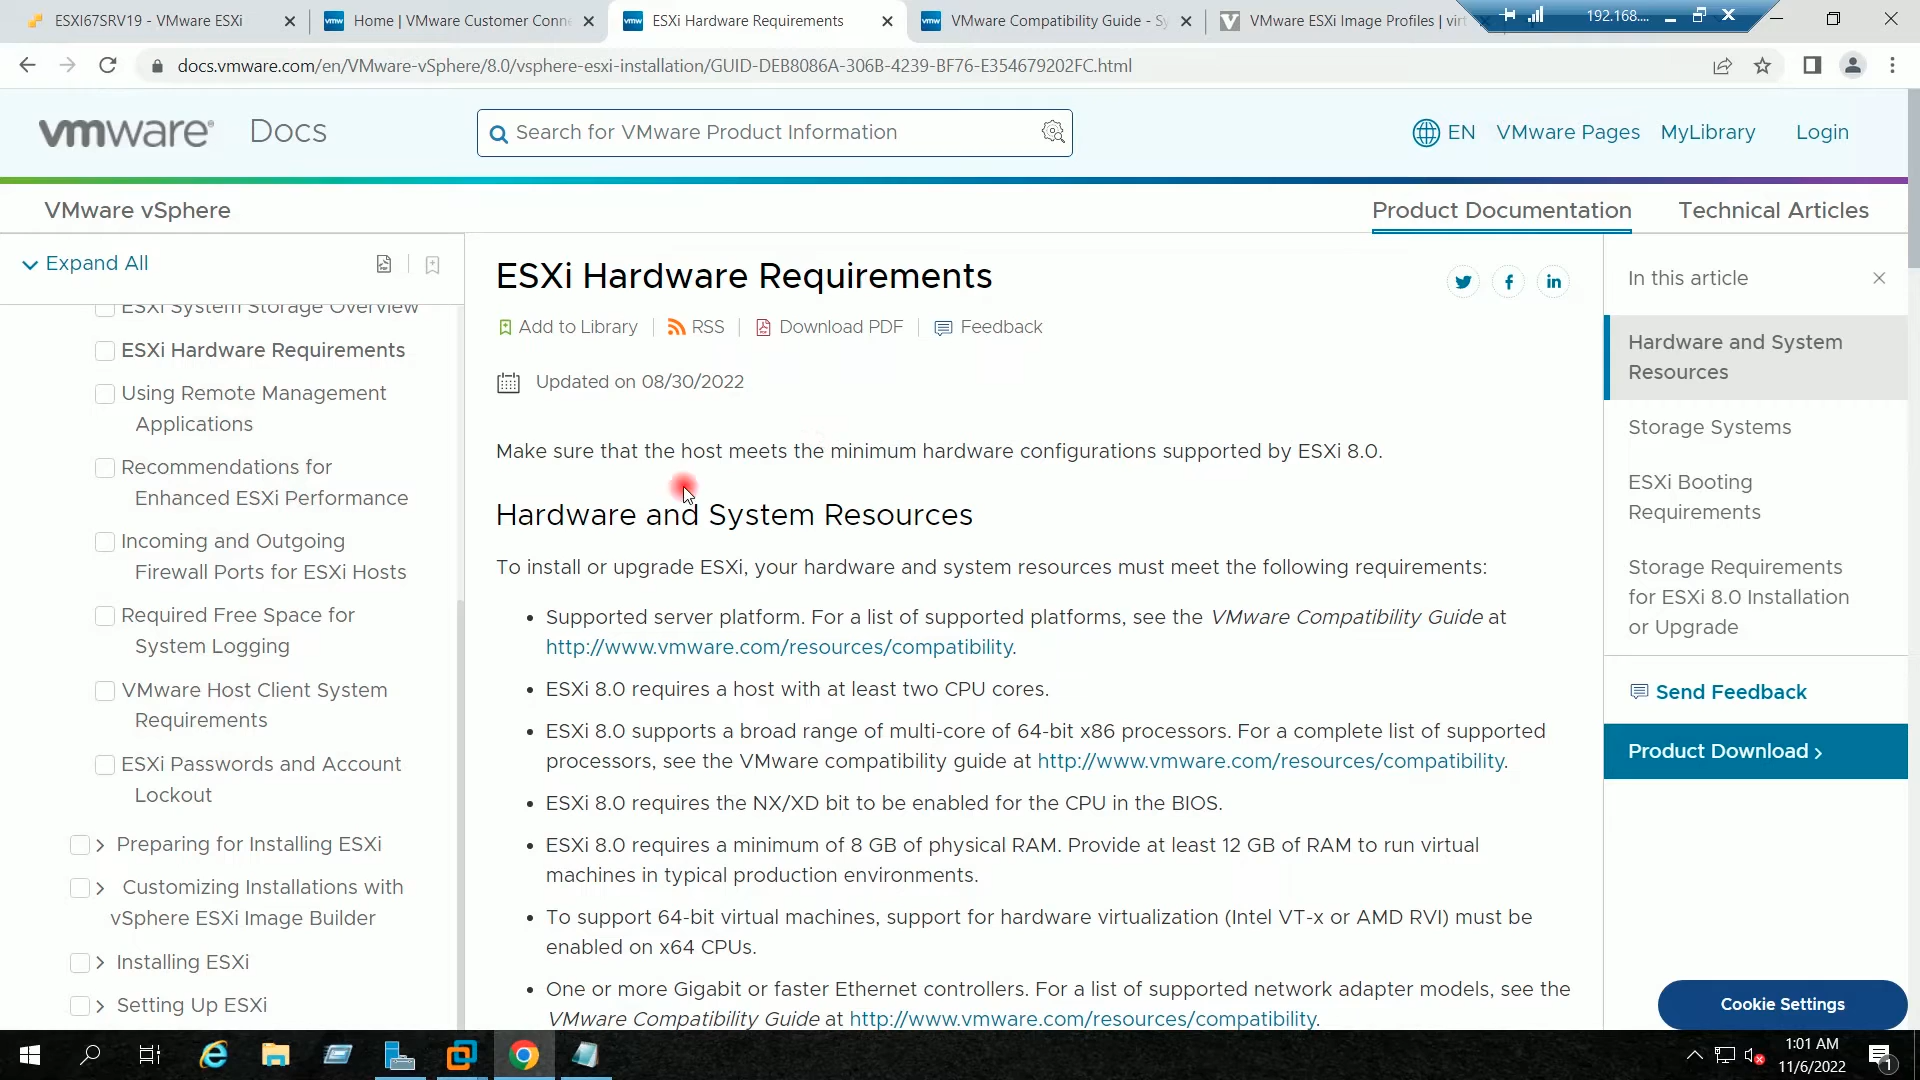 ESXI67SRV19 - VMware ESXi
Home | VMware Customer Conne
ESXi Hardware Requirements
VMware Compatibility Guide - Sy
VMware ESXi Image Profiles | virt
192.168....
docs.vmware.com/en/VMware-vSphere/8.0/vsphere-esxi-installation/GUID-DEB8086A-306B-4239-BF76-E354679202FC.html
vmware Docs
Search for VMware Product Information
EN VMware Pages MyLibrary Login
VMware vSphere
Product Documentation Technical Articles
Expand All
ESXi System Storage Overview
ESXi Hardware Requirements
Using Remote Management
Applications
Recommendations for
Enhanced ESXi Performance
Incoming and Outgoing
Firewall Ports for ESXi Hosts
Required Free Space for
System Logging
VMware Host Client System
Requirements
ESXi Passwords and Account
Lockout
Preparing for Installing ESXi
Customizing Installations with
vSphere ESXi Image Builder
Installing ESXi
Setting Up ESXi
ESXi Hardware Requirements
Add to Library RSS Download PDF Feedback
Updated on 08/30/2022
Make sure that the host meets the minimum hardware configurations supported by ESXi 8.0.
Hardware and System Resources
To install or upgrade ESXi, your hardware and system resources must meet the following requirements:
• Supported server platform. For a list of supported platforms, see the VMware Compatibility Guide at
http://www.vmware.com/resources/compatibility.
• ESXi 8.0 requires a host with at least two CPU cores.
• ESXi 8.0 supports a broad range of multi-core of 64-bit x86 processors. For a complete list of supported
processors, see the VMware compatibility guide at http://www.vmware.com/resources/compatibility.
• ESXi 8.0 requires the NX/XD bit to be enabled for the CPU in the BIOS.
• ESXi 8.0 requires a minimum of 8 GB of physical RAM. Provide at least 12 GB of RAM to run virtual
machines in typical production environments.
• To support 64-bit virtual machines, support for hardware virtualization (Intel VT-x or AMD RVI) must be
enabled on x64 CPUs.
• One or more Gigabit or faster Ethernet controllers. For a list of supported network adapter models, see the
VMware Compatibility Guide at http://www.vmware.com/resources/compatibility.
In this article
Hardware and System
Resources
Storage Systems
ESXi Booting
Requirements
Storage Requirements
for ESXi 8.0 Installation
or Upgrade
Send Feedback
Product Download >
Cookie Settings
1:01 AM
11/6/2022
1